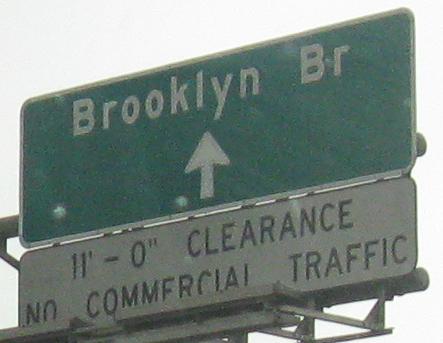 Brooklyn Br
11' - 0" CLEARANCE
NO COMMERCIAL TRAFFIC